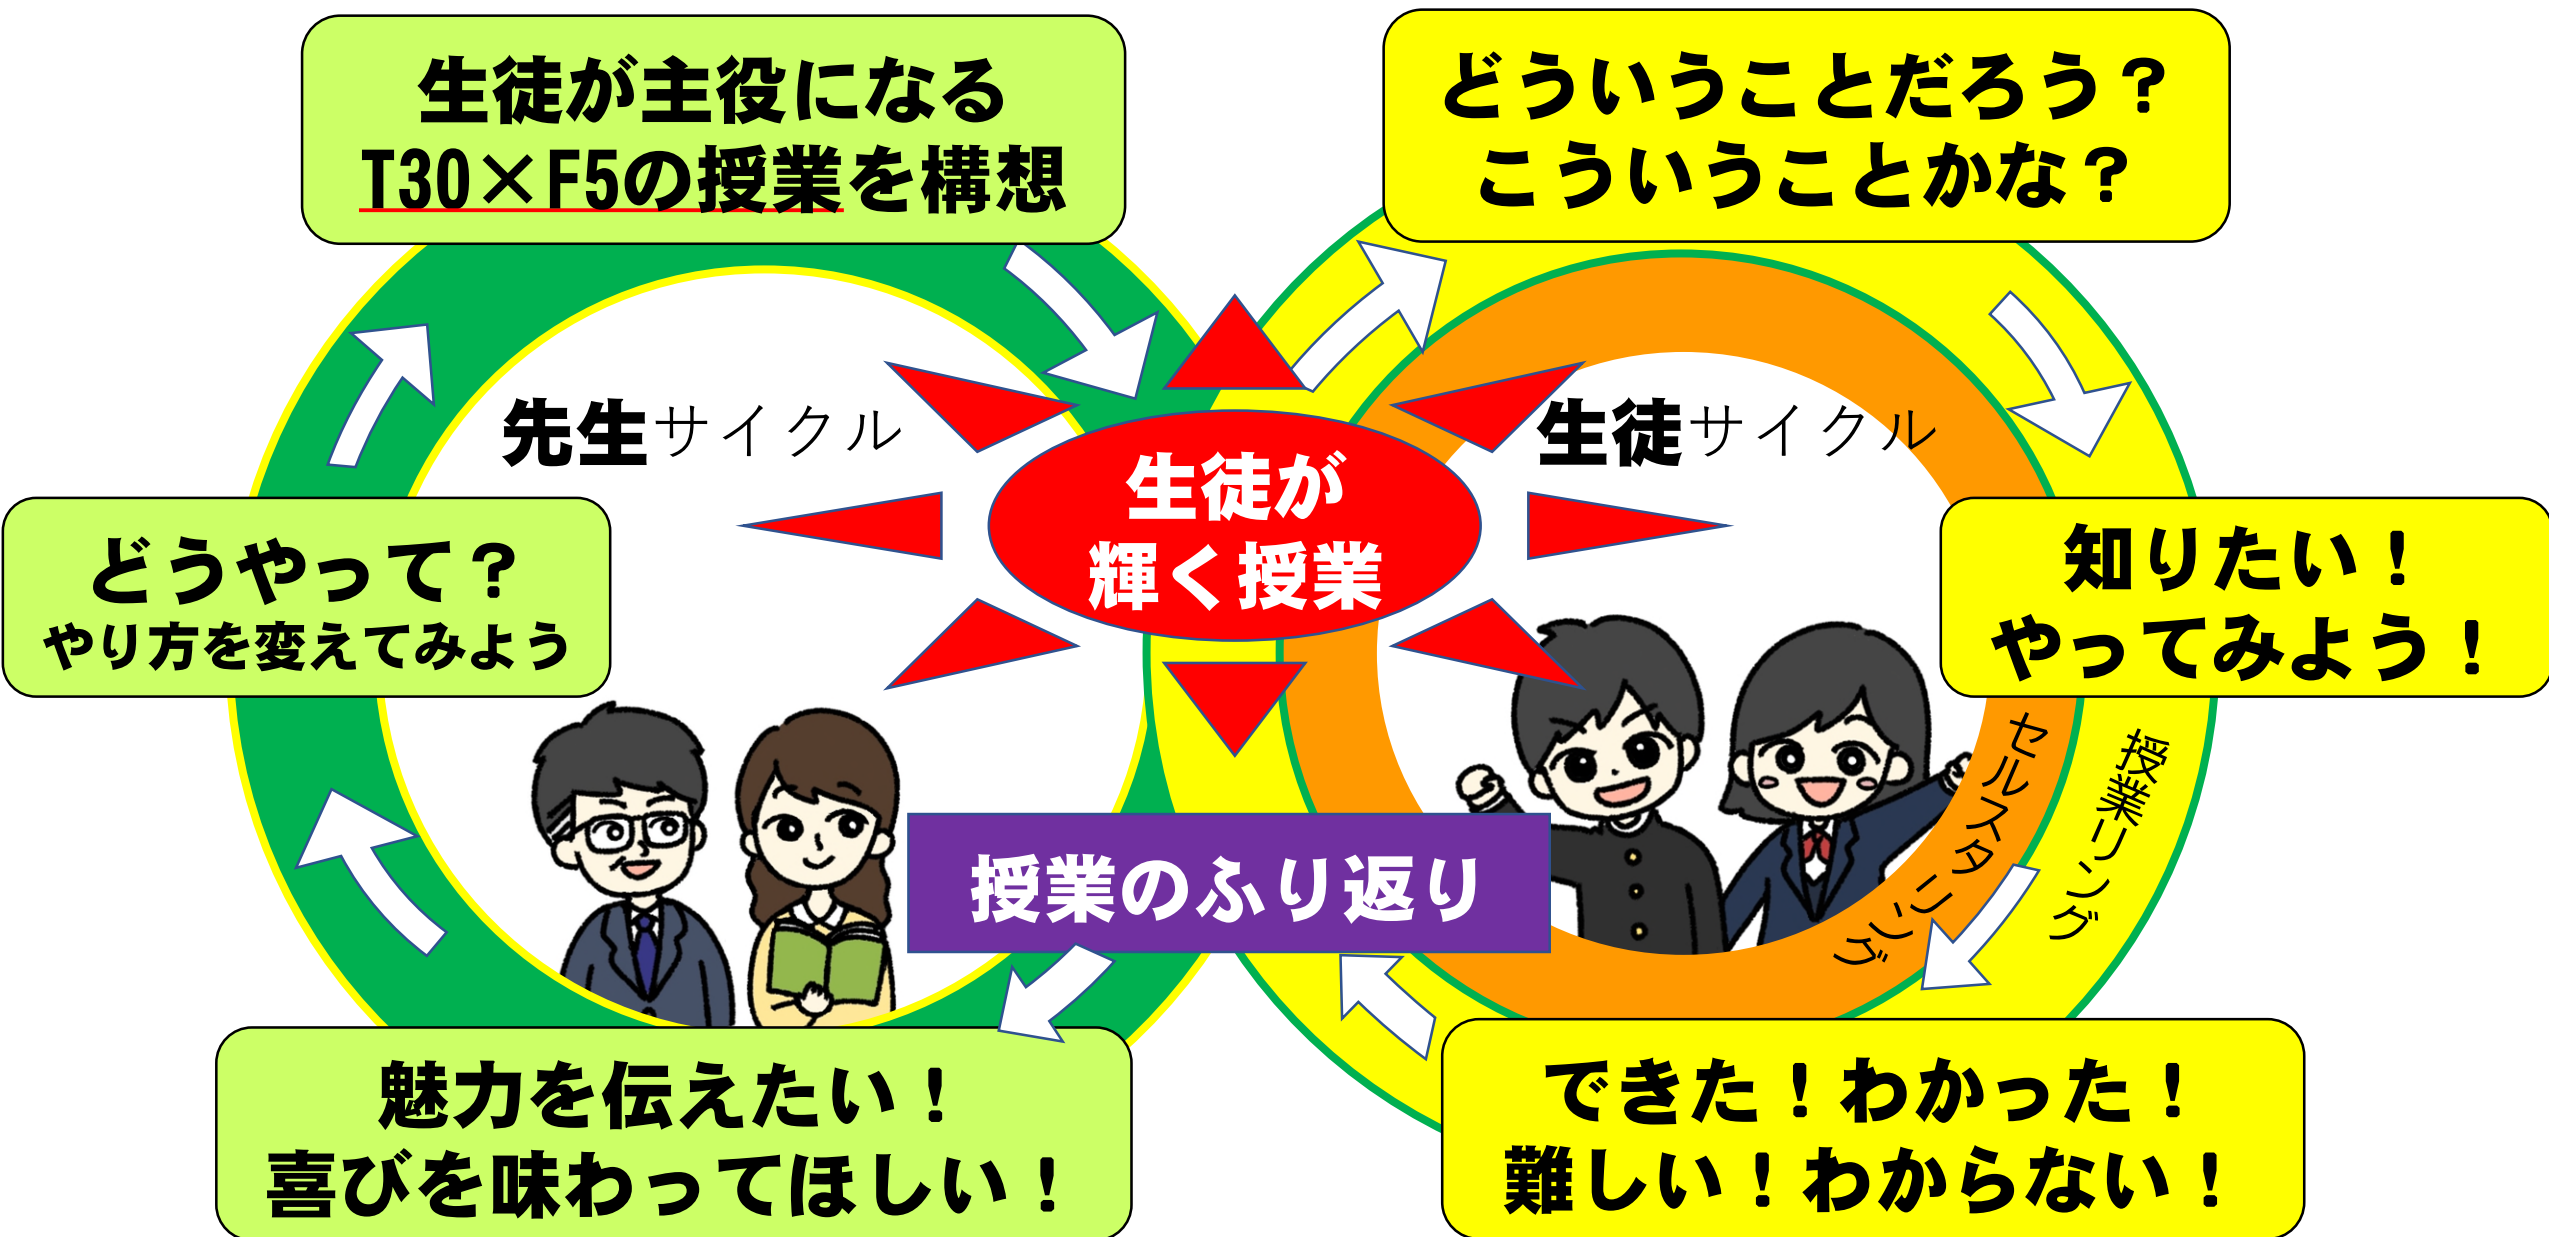 生徒が主役になる
T30×F5の授業を構想
どういうことだろう？
こういうことかな？
先生サイクル
生徒サイクル
生徒が
輝く授業
どうやって？
やり方を変えてみよう
知りたい！
やってみよう！
セルスタリング
授業リング
授業のふり返り
魅力を伝えたい！
喜びを味わってほしい！
できた！わかった！
難しい！わからない！